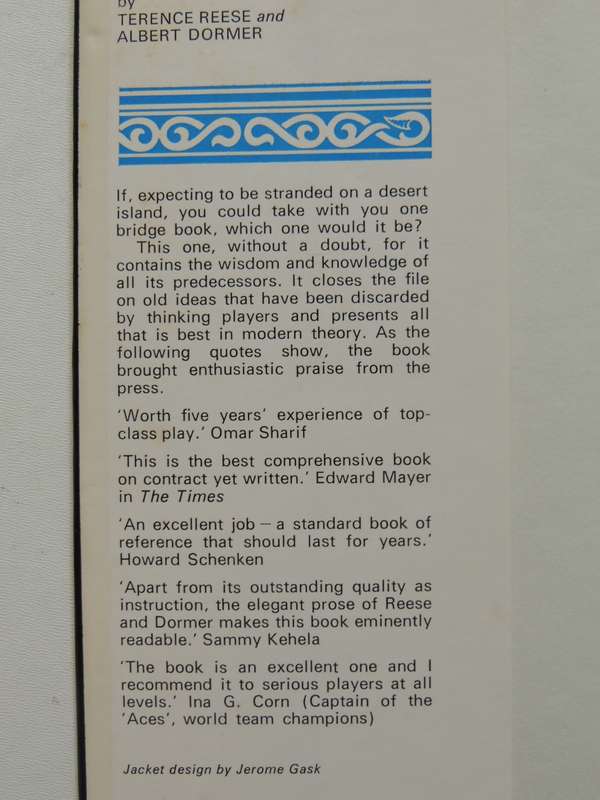 by
TERENCE REESE and
ALBERT DORMER
If, expecting to be stranded on a desert
island, you could take with you one
bridge book, which one would it be?
This one, without a doubt, for it
contains the wisdom and knowledge of
all its predecessors. It closes the file
on old ideas that have been discarded
by thinking players and presents all
that is best in modern theory. As the
following quotes show, the book
brought enthusiastic praise from the
press.
'Worth five years' experience of top-
class play.' Omar Sharif
'This is the best comprehensive book
on contract yet written.' Edward Mayer
in The Times
'An excellent job – a standard book of
reference that should last for years.'
Howard Schenken
'Apart from its outstanding quality as
instruction, the elegant prose of Reese
and Dormer makes this book eminently
readable.' Sammy Kehela
'The book is an excellent one and I
recommend it to serious players at all
levels.' Ina G. Corn (Captain of the
'Aces', world team champions)
Jacket design by Jerome Gask